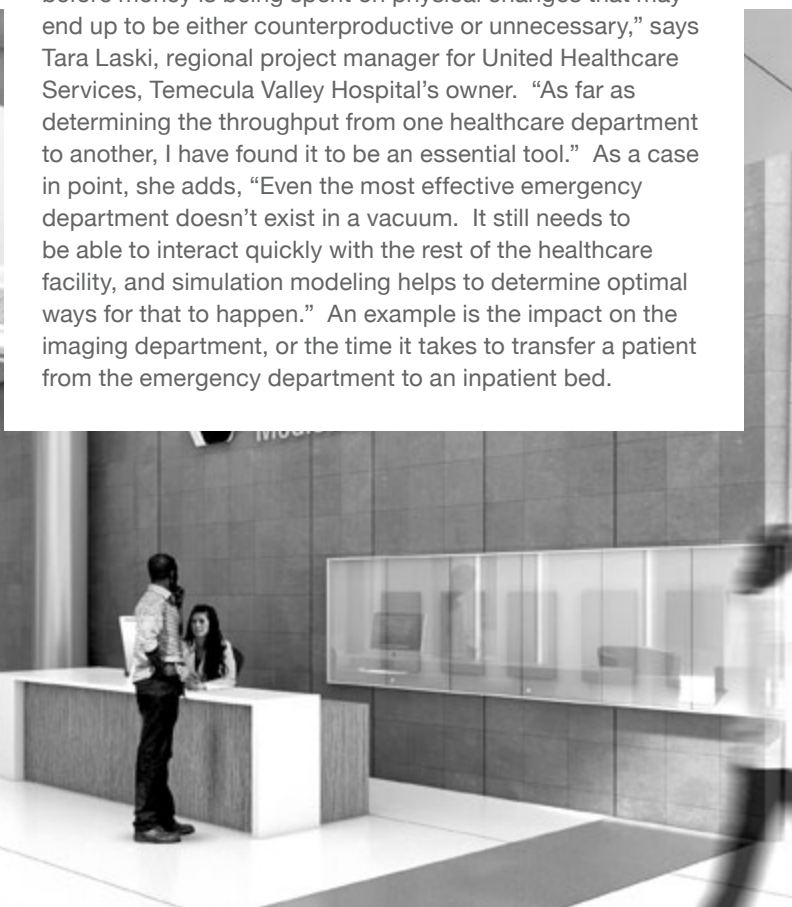 before money is being spent on physical changes that may
end up to be either counterproductive or unnecessary,” says
Tara Laski, regional project manager for United Healthcare
Services, Temecula Valley Hospital’s owner.  “As far as
determining the throughput from one healthcare department
to another, I have found it to be an essential tool.”  As a case
in point, she adds, “Even the most effective emergency
department doesn’t exist in a vacuum.  It still needs to
be able to interact quickly with the rest of the healthcare
facility, and simulation modeling helps to determine optimal
ways for that to happen.”  An example is the impact on the
imaging department, or the time it takes to transfer a patient
from the emergency department to an inpatient bed.